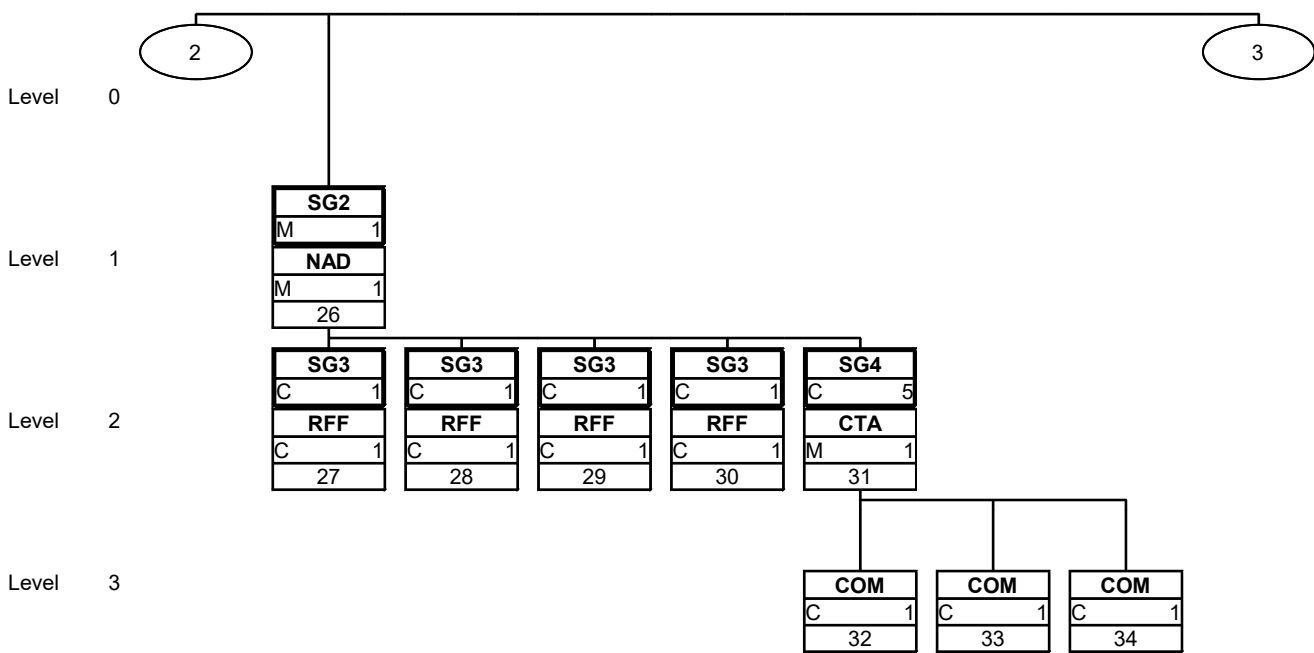 2 3
Level 0
SG2
M 1
Level 1 NAD
M 1
26
SG3 SG3 SG3 SG3 SG4
C 1 C 1 C 1 C 1 C 5
Level 2 RFF RFF RFF RFF CTA
C 1 C 1 C 1 C 1 M 1
27 28 29 30 31
Level 3 COM COM COM
C 1 C 1 C 1
32 33 34